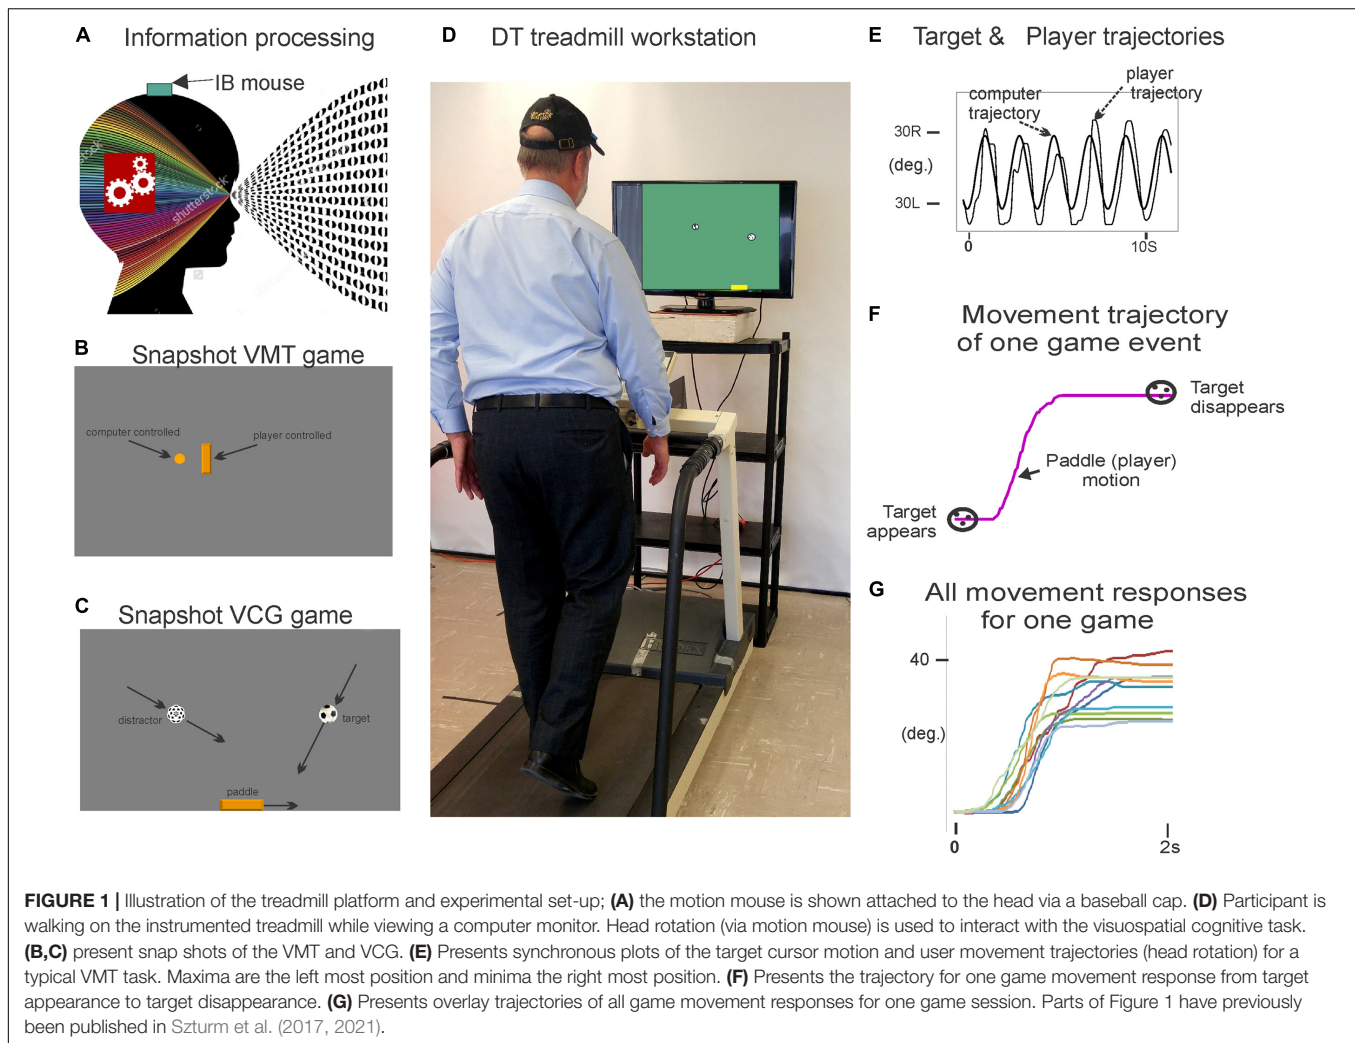 A Information processing
IB mouse
shutterstock
B Snapshot VMT game
computer controlled
player controlled
C Snapshot VCG game
distractor
target
paddle
D DT treadmill workstation
E Target & Player trajectories
player
trajectory
computer
trajectory
30R
(deg.)
30L
0
10S
F Movement trajectory
of one game event
Target
disappears
Paddle (player)
motion
Target
appears
G All movement responses
for one game
40
(deg.)
0
2s
FIGURE 1 | Illustration of the treadmill platform and experimental set-up; (A) the motion mouse is shown attached to the head via a baseball cap. (D) Participant is
walking on the instrumented treadmill while viewing a computer monitor. Head rotation (via motion mouse) is used to interact with the visuospatial cognitive task.
(B,C) present snap shots of the VMT and VCG. (E) Presents synchronous plots of the target cursor motion and user movement trajectories (head rotation) for a
typical VMT task. Maxima are the left most position and minima the right most position. (F) Presents the trajectory for one game movement response from target
appearance to target disappearance. (G) Presents overlay trajectories of all game movement responses for one game session. Parts of Figure 1 have previously
been published in Szturm et al. (2017, 2021).